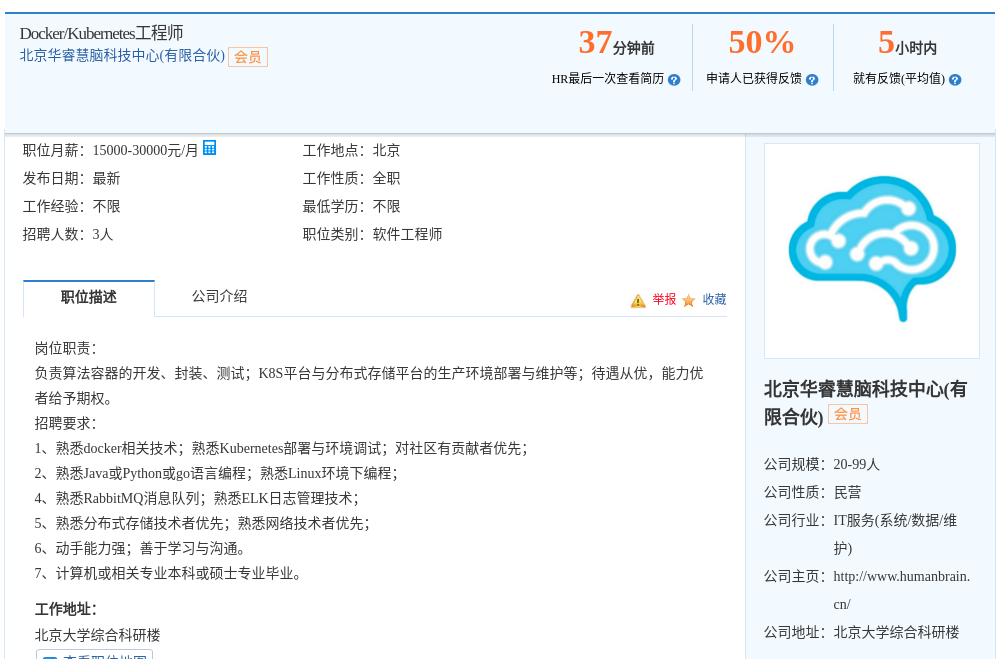 Docker/Kubernetes工程师
北京华睿慧脑科技中心(有限合伙) 会员
37分钟前
HR最后一次查看简历
50%
申请人已获得反馈
5小时内
就有反馈(平均值)
职位月薪：15000-30000元/月 工作地点：北京
发布日期：最新 工作性质：全职
工作经验：不限 最低学历：不限
招聘人数：3人 职位类别：软件工程师
职位描述 公司介绍 举报 收藏
岗位职责：
负责算法容器的开发、封装、测试；K8S平台与分布式存储平台的生产环境部署与维护等；待遇从优，能力优
者给予期权。
招聘要求：
1、熟悉docker相关技术；熟悉Kubernetes部署与环境调试；对社区有贡献者优先；
2、熟悉Java或Python或go语言编程；熟悉Linux环境下编程；
4、熟悉RabbitMQ消息队列；熟悉ELK日志管理技术；
5、熟悉分布式存储技术者优先；熟悉网络技术者优先；
6、动手能力强；善于学习与沟通。
7、计算机或相关专业本科或硕士专业毕业。
工作地址：
北京大学综合科研楼
查看职位地图
北京华睿慧脑科技中心(有
限合伙) 会员
公司规模：20-99人
公司性质：民营
公司行业：IT服务(系统/数据/维
护)
公司主页：http://www.humanbrain.
cn/
公司地址：北京大学综合科研楼